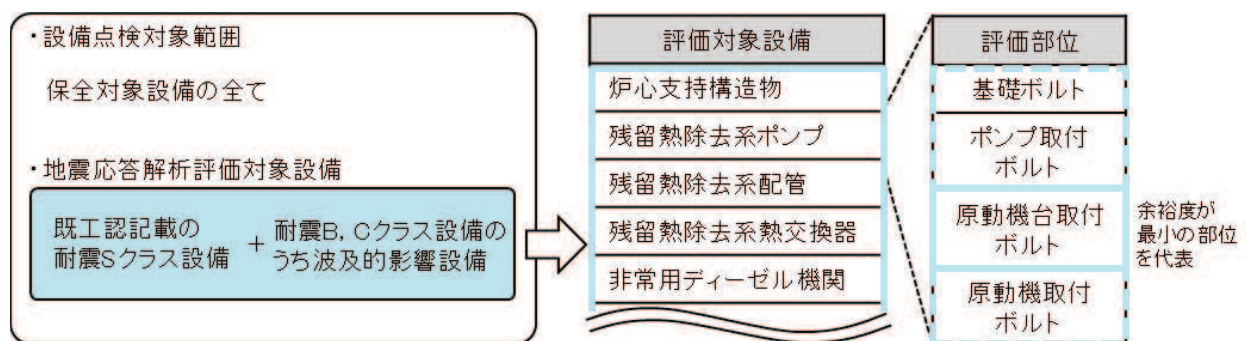 ・設備点検対象範囲
保全対象設備の全て
・地震応答解析評価対象設備
既工認記載の
耐震Sクラス設備
+
耐震B,Cクラス設備の
うち波及的影響設備
評価対象設備
炉心支持構造物
残留熱除去系ポンプ
残留熱除去系配管
残留熱除去系熱交換器
非常用ディーゼル機関
評価部位
基礎ボルト
ポンプ取付
ボルト
原動機台取付
ボルト
原動機取付
ボルト
余裕度が
最小の部位
を代表